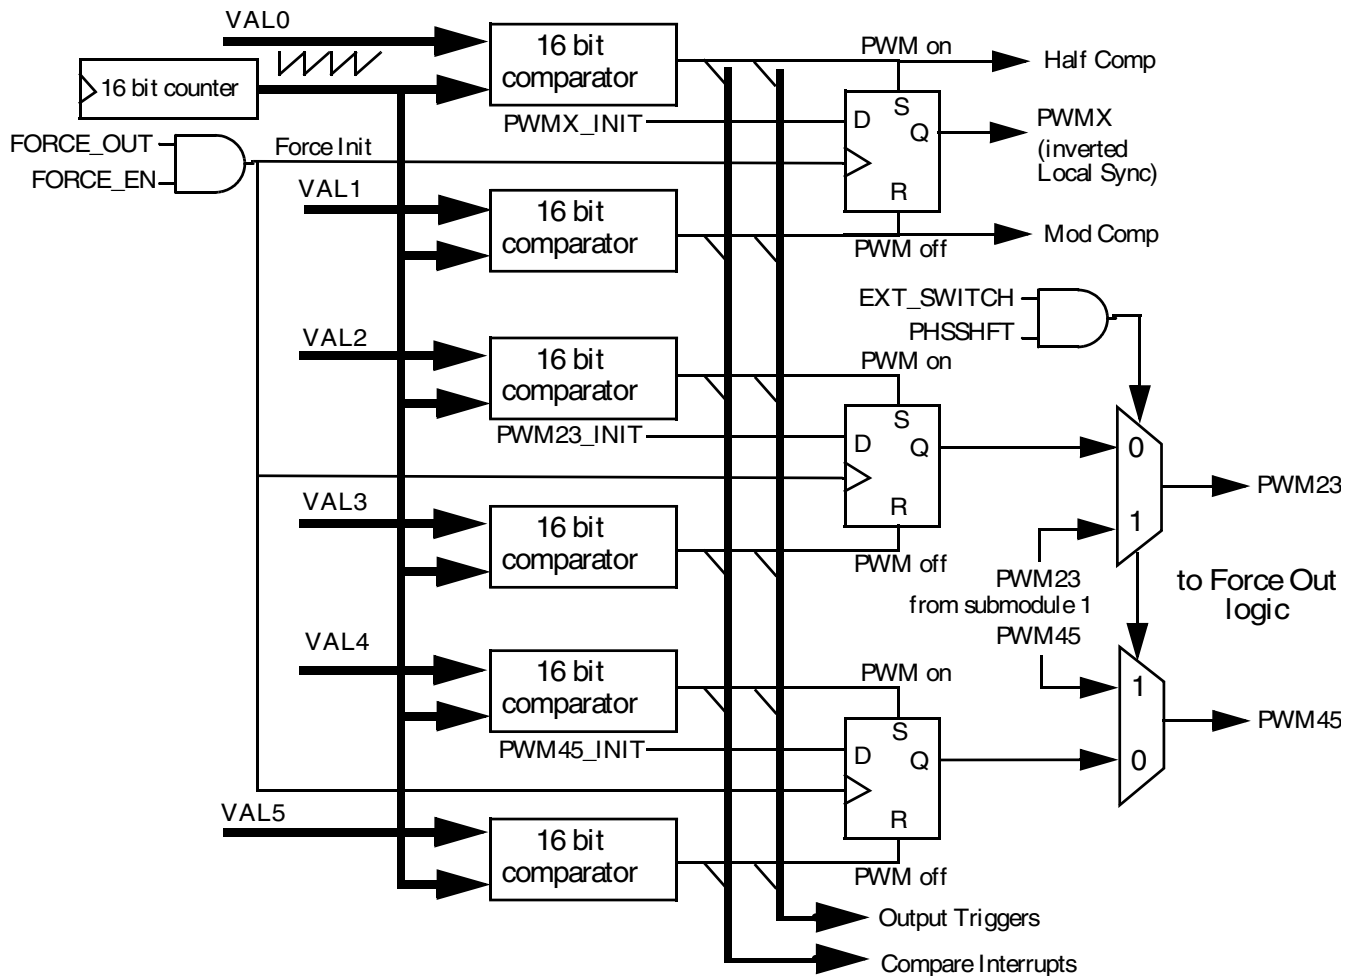 VAL0
16 bit
comparator
PWM on
Half Comp
16 bit counter
S
D
Q
R
PWMX_INIT
PWMX
(inverted
Local Sync)
FORCE_OUT
FORCE_EN
Force Init
VAL1
16 bit
comparator
PWM off
Mod Comp
EXT_SWITCH
PHSSHFT
VAL2
16 bit
comparator
PWM on
PWM23_INIT
S
D
Q
R
0
1
PWM23
VAL3
16 bit
comparator
PWM off
PWM23
from submodule 1
PWM45
to Force Out
logic
VAL4
16 bit
comparator
PWM on
PWM45_INIT
S
D
Q
R
1
0
PWM45
VAL5
16 bit
comparator
PWM off
Output Triggers
Compare Interrupts